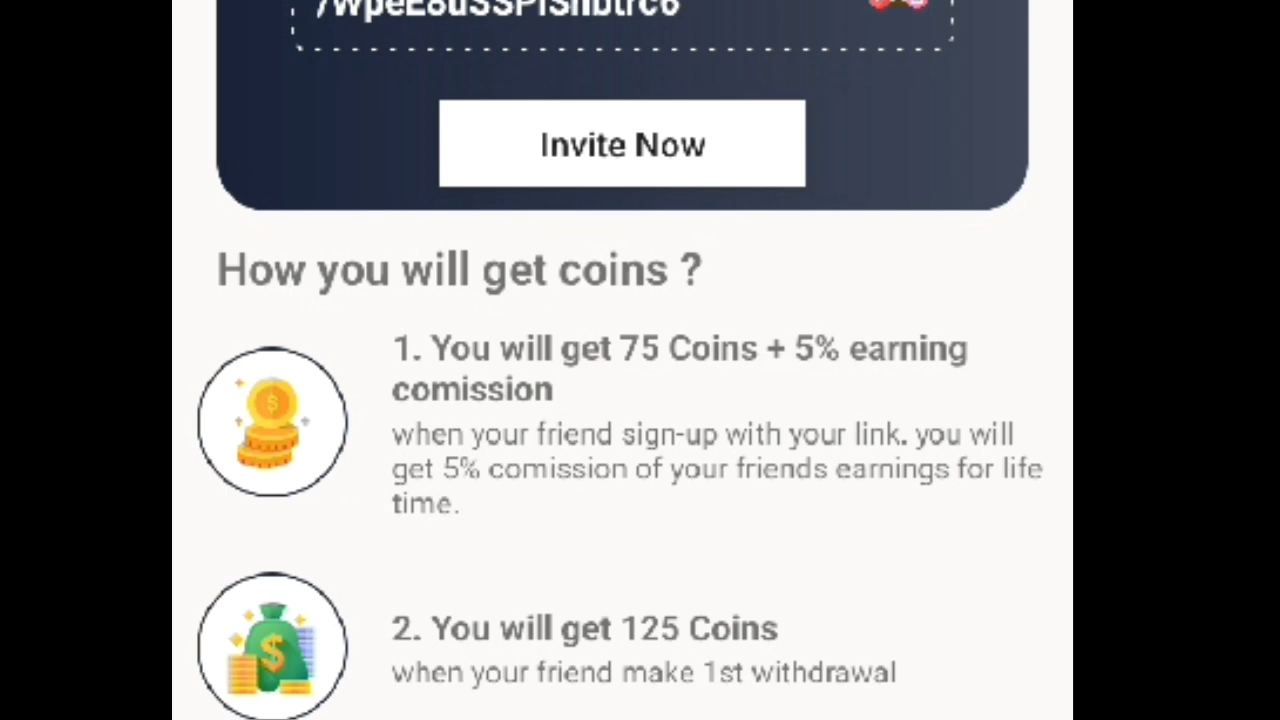 Invite Now
How you will get coins ?
1. You will get 75 Coins + 5% earning
comission
when your friend sign-up with your link. you will
get 5% comission of your friends earnings for life
time.
2. You will get 125 Coins
when your friend make 1st withdrawal